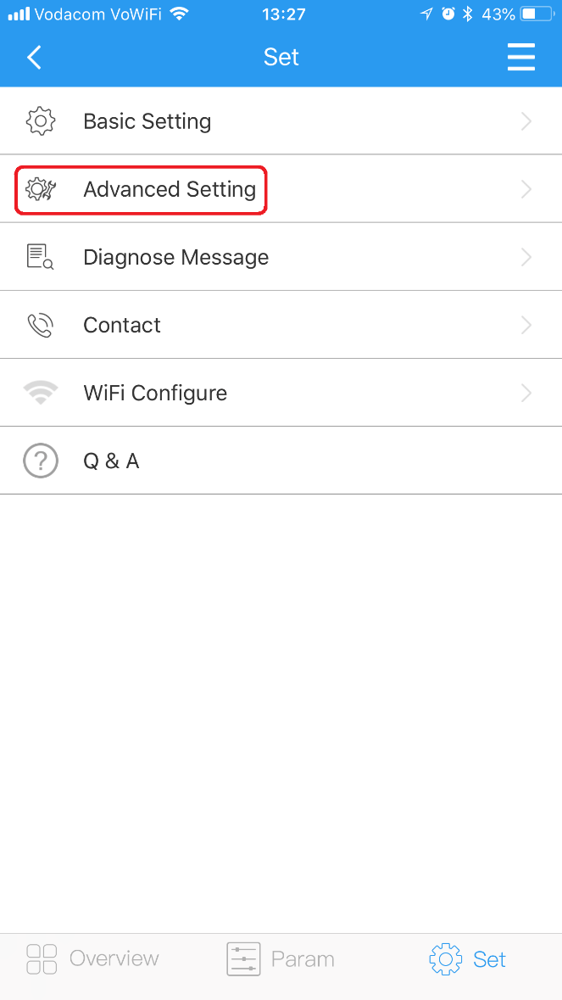 Vodacom VoWiFi 13:27 43%
Set
Basic Setting
Advanced Setting
Diagnose Message
Contact
WiFi Configure
? Q & A
Overview Param Set